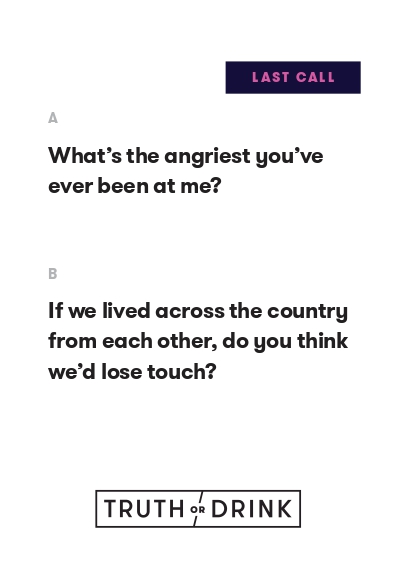 LAST CALL
A
What’s the angriest you’ve
ever been at me?
B
If we lived across the country
from each other, do you think
we’d lose touch?
TRUTH OR DRINK